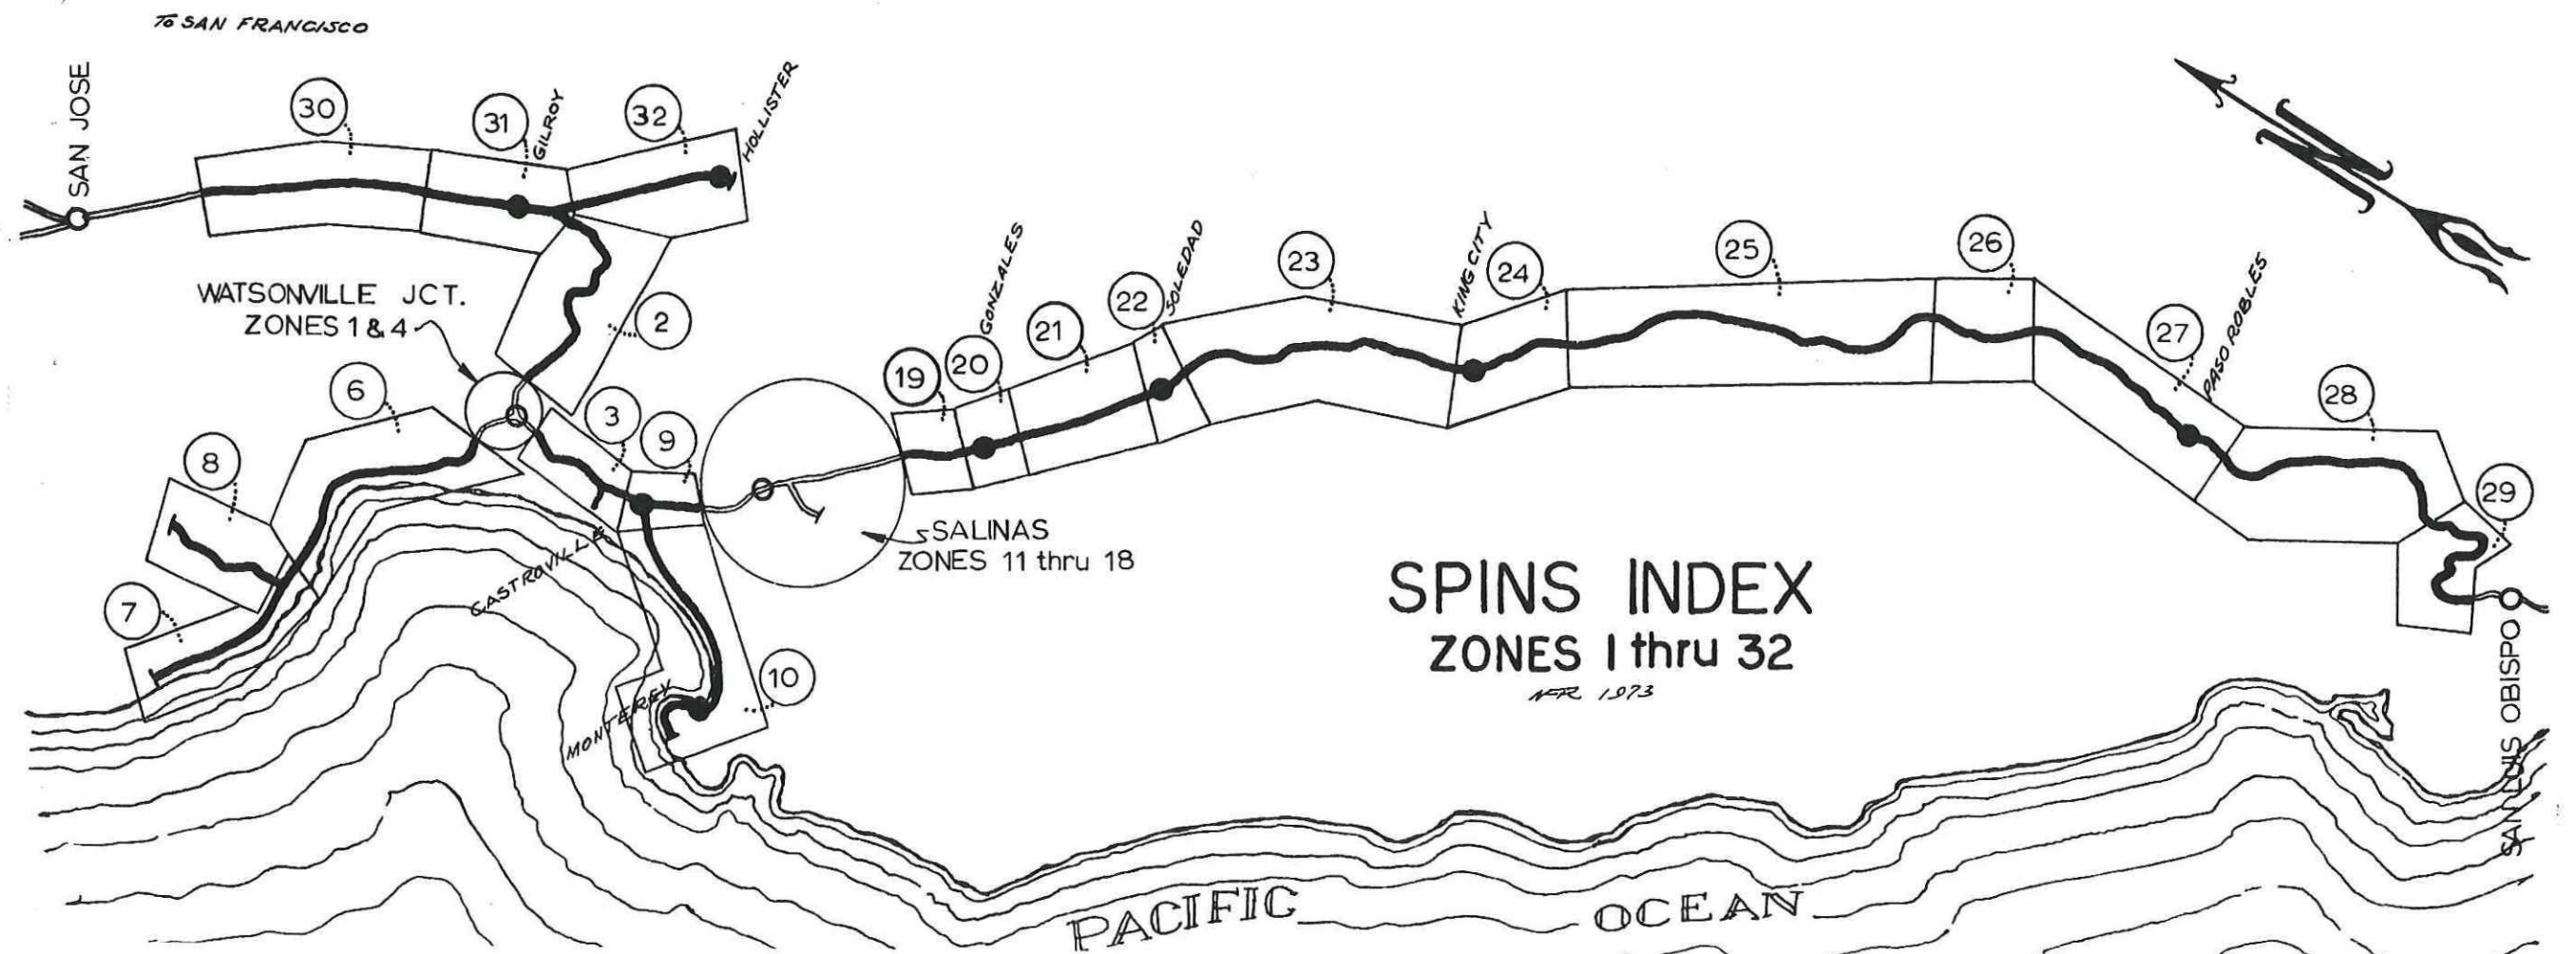 To SAN FRANCISCO
SAN JOSE
30
31
GILROY
32
HOLLISTER
WATSONVILLE JCT.
ZONES 1 & 4
2
6
3
9
8
7
CASTROVILLE
MONTEREY
10
SALINAS
ZONES 11 thru 18
19
20
GONZALES
21
22
SOLEDAD
23
KING CITY
24
25
26
27
PASO ROBLES
28
29
SAN LUIS OBISPO
N
SPINS INDEX
ZONES 1 thru 32
1973
PACIFIC OCEAN